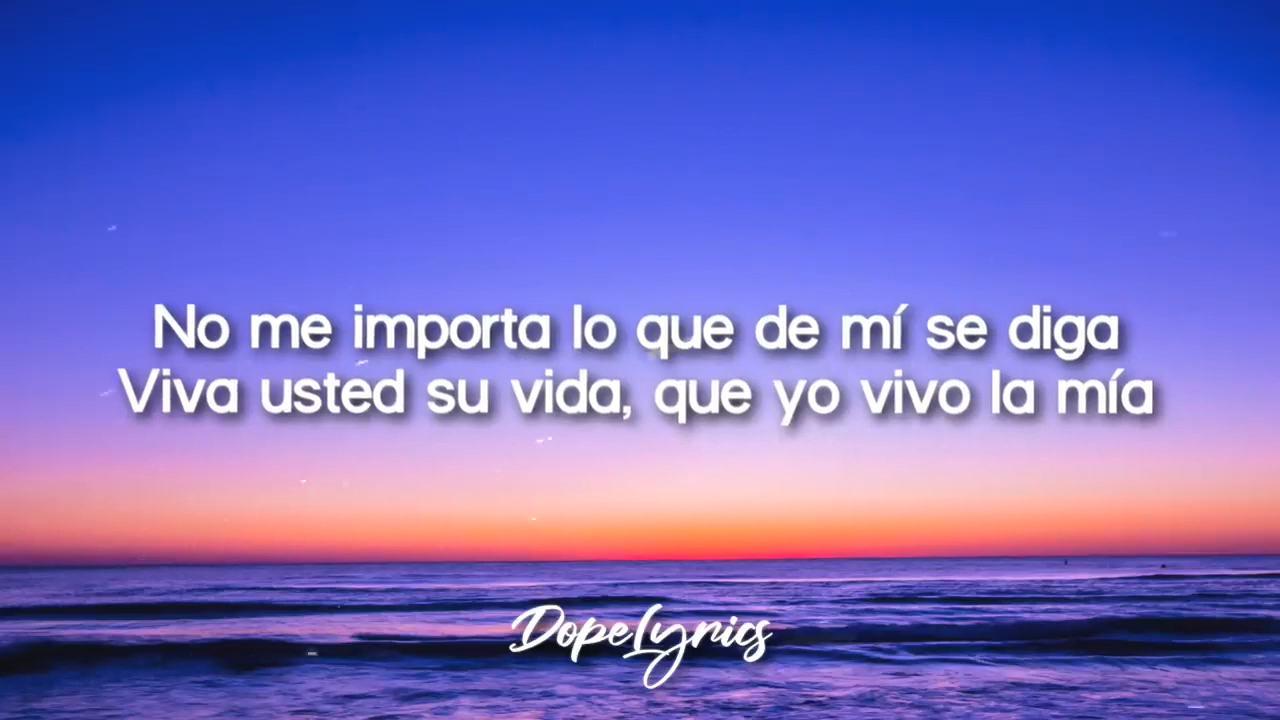 No me importa lo que de mí se diga
Viva usted su vida, que yo vivo la mía
DopeLyrics